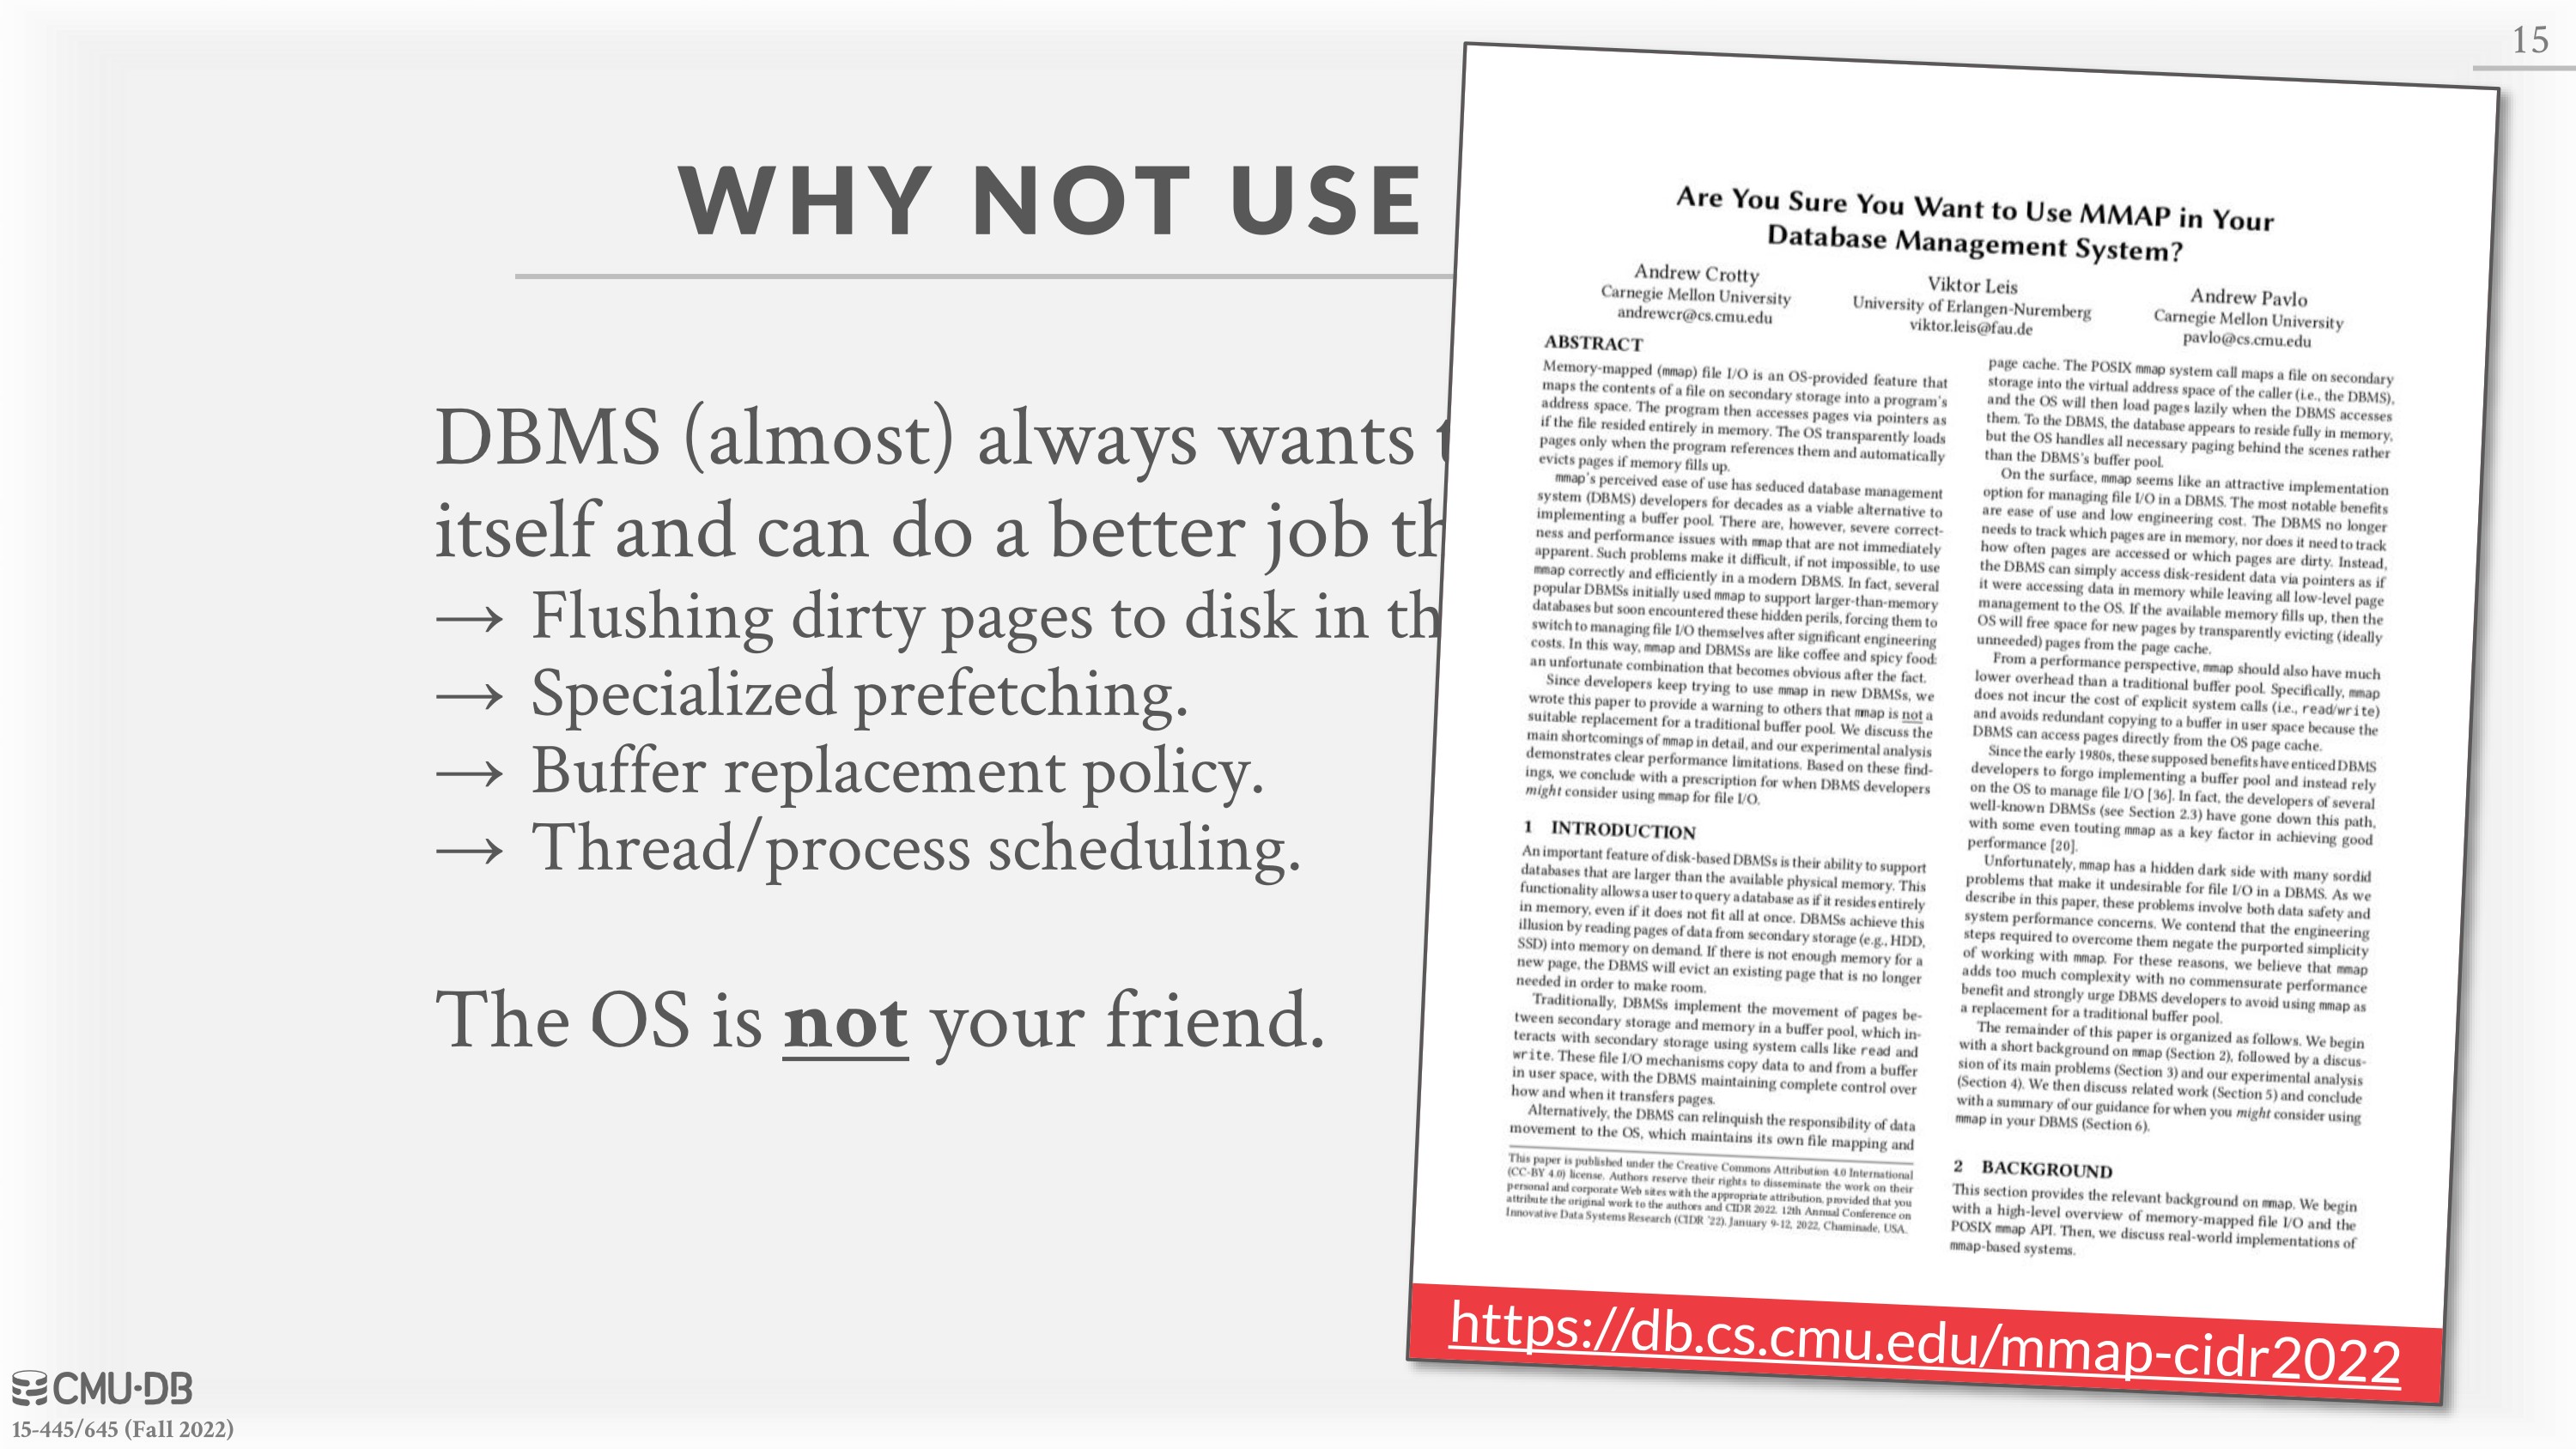 15
WHY NOT USE
DBMS (almost) always wants
itself and can do a better job
→ Flushing dirty pages to disk in
→ Specialized prefetching.
→ Buffer replacement policy.
→ Thread/process scheduling.
The OS is not your friend.
Are You Sure You Want to Use MMAP in Your
Database Management System?
Andrew Crotty
Carnegie Mellon University
andrewcr@cs.cmu.edu
Viktor Leis
University of Erlangen-Nuremberg
viktor.leis@fau.de
Andrew Pavlo
Carnegie Mellon University
pavlo@cs.cmu.edu
ABSTRACT
Memory-mapped (mmap) file I/O is an OS-provided feature that
maps the contents of a file on secondary storage into a program's
address space. The program then accesses pages via pointers as
if the file resided entirely in memory. The OS transparently loads
pages only when the program references them and automatically
evicts pages if memory fills up.
mmap's perceived ease of use has seduced database management
system (DBMS) developers for decades as a viable alternative to
implementing a buffer pool. There are, however, severe correct-
ness and performance issues with mmap that are not immediately
apparent. Such problems make it difficult, if not impossible, to use
mmap correctly and efficiently in a modern DBMS. In fact, several
popular DBMSs initially used mmap to support larger-than-memory
databases but soon encountered these hidden perils, forcing them to
switch to managing file I/O themselves after significant engineering
costs. In this way, mmap and DBMSs are like coffee and spicy food:
an unfortunate combination that becomes obvious after the fact.
Since developers keep trying to use mmap in new DBMSs, we
wrote this paper to provide a warning to others that mmap is not a
suitable replacement for a traditional buffer pool. We discuss the
main shortcomings of mmap in detail, and our experimental analysis
demonstrates clear performance limitations. Based on these find-
ings, we conclude with a prescription for when DBMS developers
might consider using mmap for file I/O.
1 INTRODUCTION
An important feature of disk-based DBMSs is their ability to support
databases that are larger than the available physical memory. This
functionality allows a user to query a database as if it resides entirely
in memory, even if it does not fit all at once. DBMSs achieve this
illusion by reading pages of data from secondary storage (e.g., HDD,
SSD) into memory on demand. If there is not enough memory for a
new page, the DBMS will evict an existing page that is no longer
needed in order to make room.
Traditionally, DBMSs implement the movement of pages be-
tween secondary storage and memory in a buffer pool, which in-
teracts with secondary storage using system calls like read and
write. These file I/O mechanisms copy data to and from a buffer
in user space, with the DBMS maintaining complete control over
how and when it transfers pages.
Alternatively, the DBMS can relinquish the responsibility of data
movement to the OS, which maintains its own file mapping and
This paper is published under the Creative Commons Attribution 4.0 International
(CC-BY 4.0) license. Authors reserve their rights to disseminate the work on their
personal and corporate Web sites with the appropriate attribution, provided that you
attribute the original work to the authors and CIDR 2022. 12th Annual Conference on
Innovative Data Systems Research (CIDR '22). January 9-12, 2022, Chaminade, USA.
page cache. The POSIX mmap system call maps a file on secondary
storage into the virtual address space of the caller (i.e., the DBMS),
and the OS will then load pages lazily when the DBMS accesses
them. To the DBMS, the database appears to reside fully in memory,
but the OS handles all necessary paging behind the scenes rather
than the DBMS's buffer pool.
On the surface, mmap seems like an attractive implementation
option for managing file I/O in a DBMS. The most notable benefits
are ease of use and low engineering cost. The DBMS no longer
needs to track which pages are in memory, nor does it need to track
how often pages are accessed or which pages are dirty. Instead,
the DBMS can simply access disk-resident data via pointers as if
it were accessing data in memory while leaving all low-level page
management to the OS. If the available memory fills up, then the
OS will free space for new pages by transparently evicting (ideally
unneeded) pages from the page cache.
From a performance perspective, mmap should also have much
lower overhead than a traditional buffer pool. Specifically, mmap
does not incur the cost of explicit system calls (i.e., read/write)
and avoids redundant copying to a buffer in user space because the
DBMS can access pages directly from the OS page cache.
Since the early 1980s, these supposed benefits have enticed DBMS
developers to forgo implementing a buffer pool and instead rely
on the OS to manage file I/O [36]. In fact, the developers of several
well-known DBMSs (see Section 2.3) have gone down this path,
with some even touting mmap as a key factor in achieving good
performance [20].
Unfortunately, mmap has a hidden dark side with many sordid
problems that make it undesirable for file I/O in a DBMS. As we
describe in this paper, these problems involve both data safety and
system performance concerns. We contend that the engineering
steps required to overcome them negate the purported simplicity
of working with mmap. For these reasons, we believe that mmap
adds too much complexity with no commensurate performance
benefit and strongly urge DBMS developers to avoid using mmap as
a replacement for a traditional buffer pool.
The remainder of this paper is organized as follows. We begin
with a short background on mmap (Section 2), followed by a discus-
sion of its main problems (Section 3) and our experimental analysis
(Section 4). We then discuss related work (Section 5) and conclude
with a summary of our guidance for when you might consider using
mmap in your DBMS (Section 6).
2 BACKGROUND
This section provides the relevant background on mmap. We begin
with a high-level overview of memory-mapped file I/O and the
POSIX mmap API. Then, we discuss real-world implementations of
mmap-based systems.
https://db.cs.cmu.edu/mmap-cidr2022
CMU·DB
15-445/645 (Fall 2022)